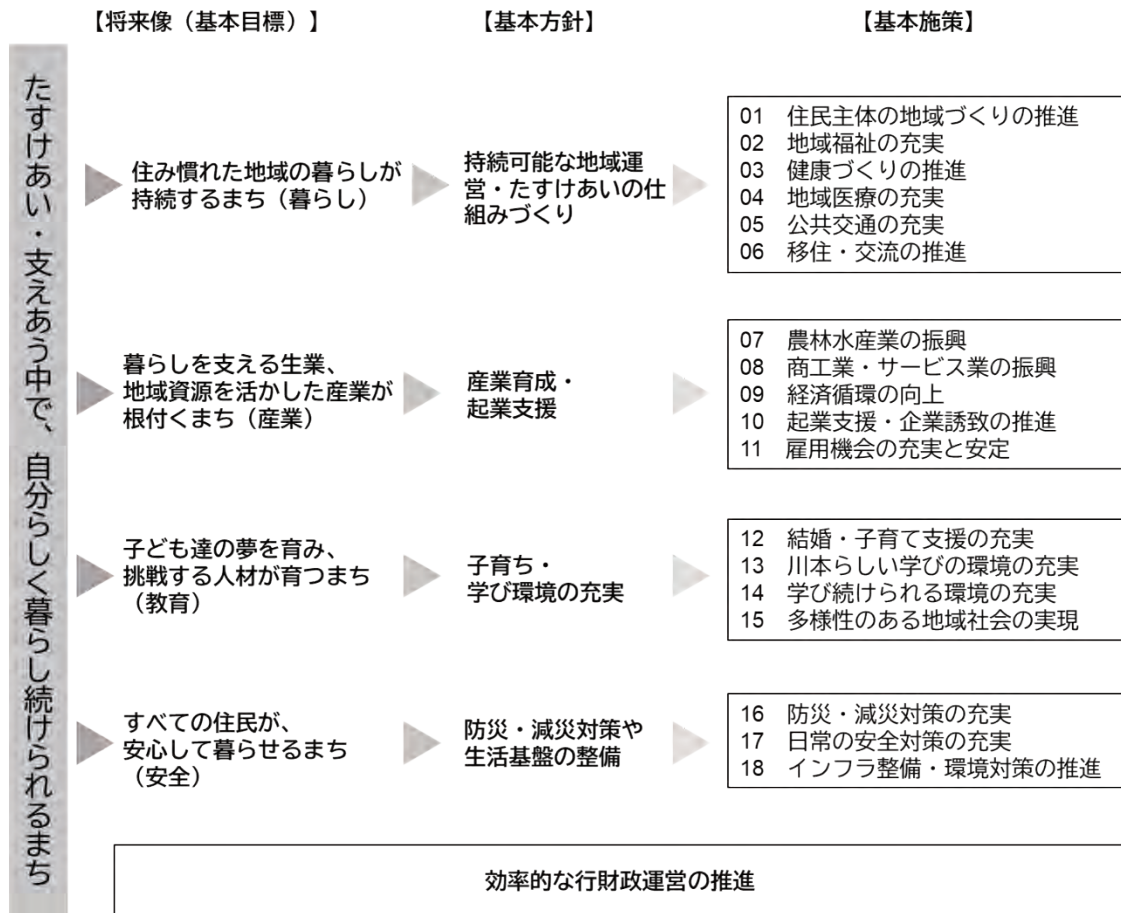 【将来像（基本目標）】
【基本方針】
【基本施策】
たすけあい・支えあう中で、自分らしく暮らし続けられるまち
住み慣れた地域の暮らしが
持続するまち（暮らし）
持続可能な地域運
営・たすけあいの仕
組みづくり
01 住民主体の地域づくりの推進
02 地域福祉の充実
03 健康づくりの推進
04 地域医療の充実
05 公共交通の充実
06 移住・交流の推進
暮らしを支える生業、
地域資源を活かした産業が
根付くまち（産業）
産業育成・
起業支援
07 農林水産業の振興
08 商工業・サービス業の振興
09 経済循環の向上
10 起業支援・企業誘致の推進
11 雇用機会の充実と安定
子ども達の夢を育み、
挑戦する人材が育つまち
（教育）
子育ち・
学び環境の充実
12 結婚・子育て支援の充実
13 川本らしい学びの環境の充実
14 学び続けられる環境の充実
15 多様性のある地域社会の実現
すべての住民が、
安心して暮らせるまち
（安全）
防災・減災対策や
生活基盤の整備
16 防災・減災対策の充実
17 日常の安全対策の充実
18 インフラ整備・環境対策の推進
効率的な行財政運営の推進